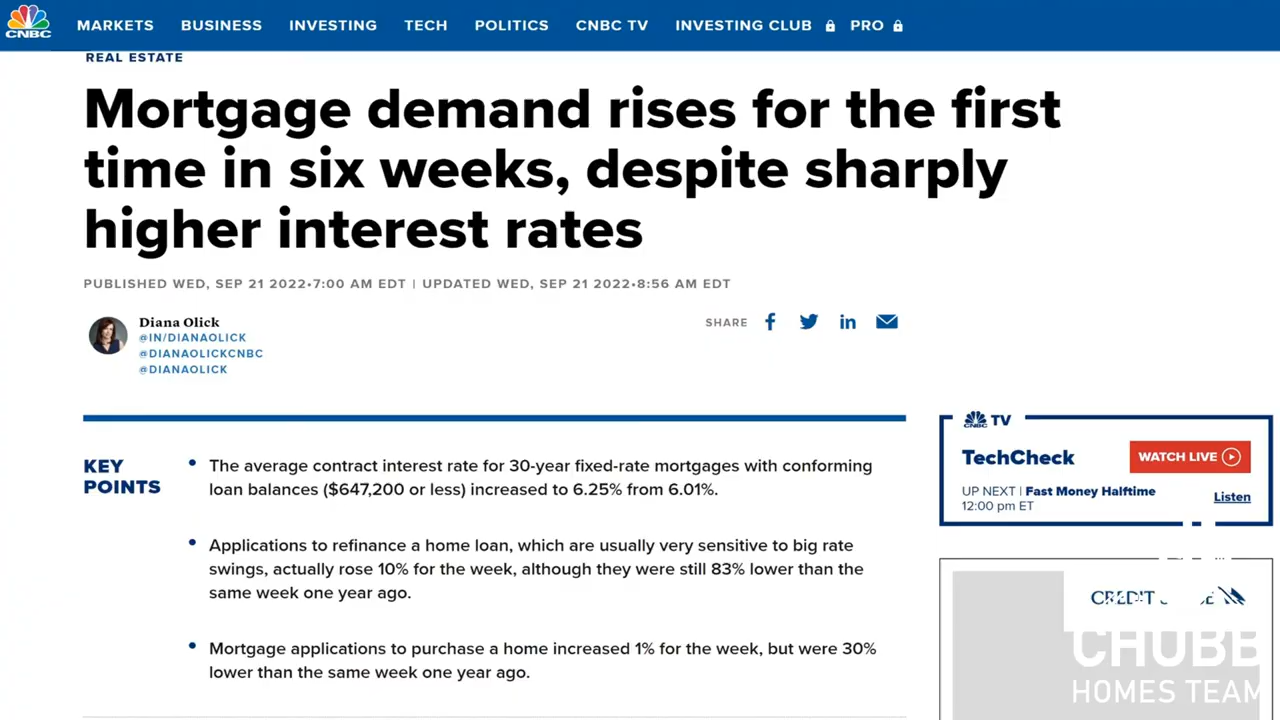 CNBC
MARKETS BUSINESS INVESTING TECH POLITICS CNBC TV INVESTING CLUB PRO
REAL ESTATE
Mortgage demand rises for the first
time in six weeks, despite sharply
higher interest rates
PUBLISHED WED, SEP 21 2022•7:00 AM EDT | UPDATED WED, SEP 21 2022•8:56 AM EDT
Diana Olick
@IN/DIANAOLICK
@DIANAOLICKCNBC
@DIANAOLICK
SHARE
KEY
POINTS
• The average contract interest rate for 30-year fixed-rate mortgages with conforming
loan balances ($647,200 or less) increased to 6.25% from 6.01%.
• Applications to refinance a home loan, which are usually very sensitive to big rate
swings, actually rose 10% for the week, although they were still 83% lower than the
same week one year ago.
• Mortgage applications to purchase a home increased 1% for the week, but were 30%
lower than the same week one year ago.
CNBC TV
TechCheck
WATCH LIVE
UP NEXT | Fast Money Halftime
12:00 pm ET
Listen
CREDIT
CHUBB
HOMES TEAM